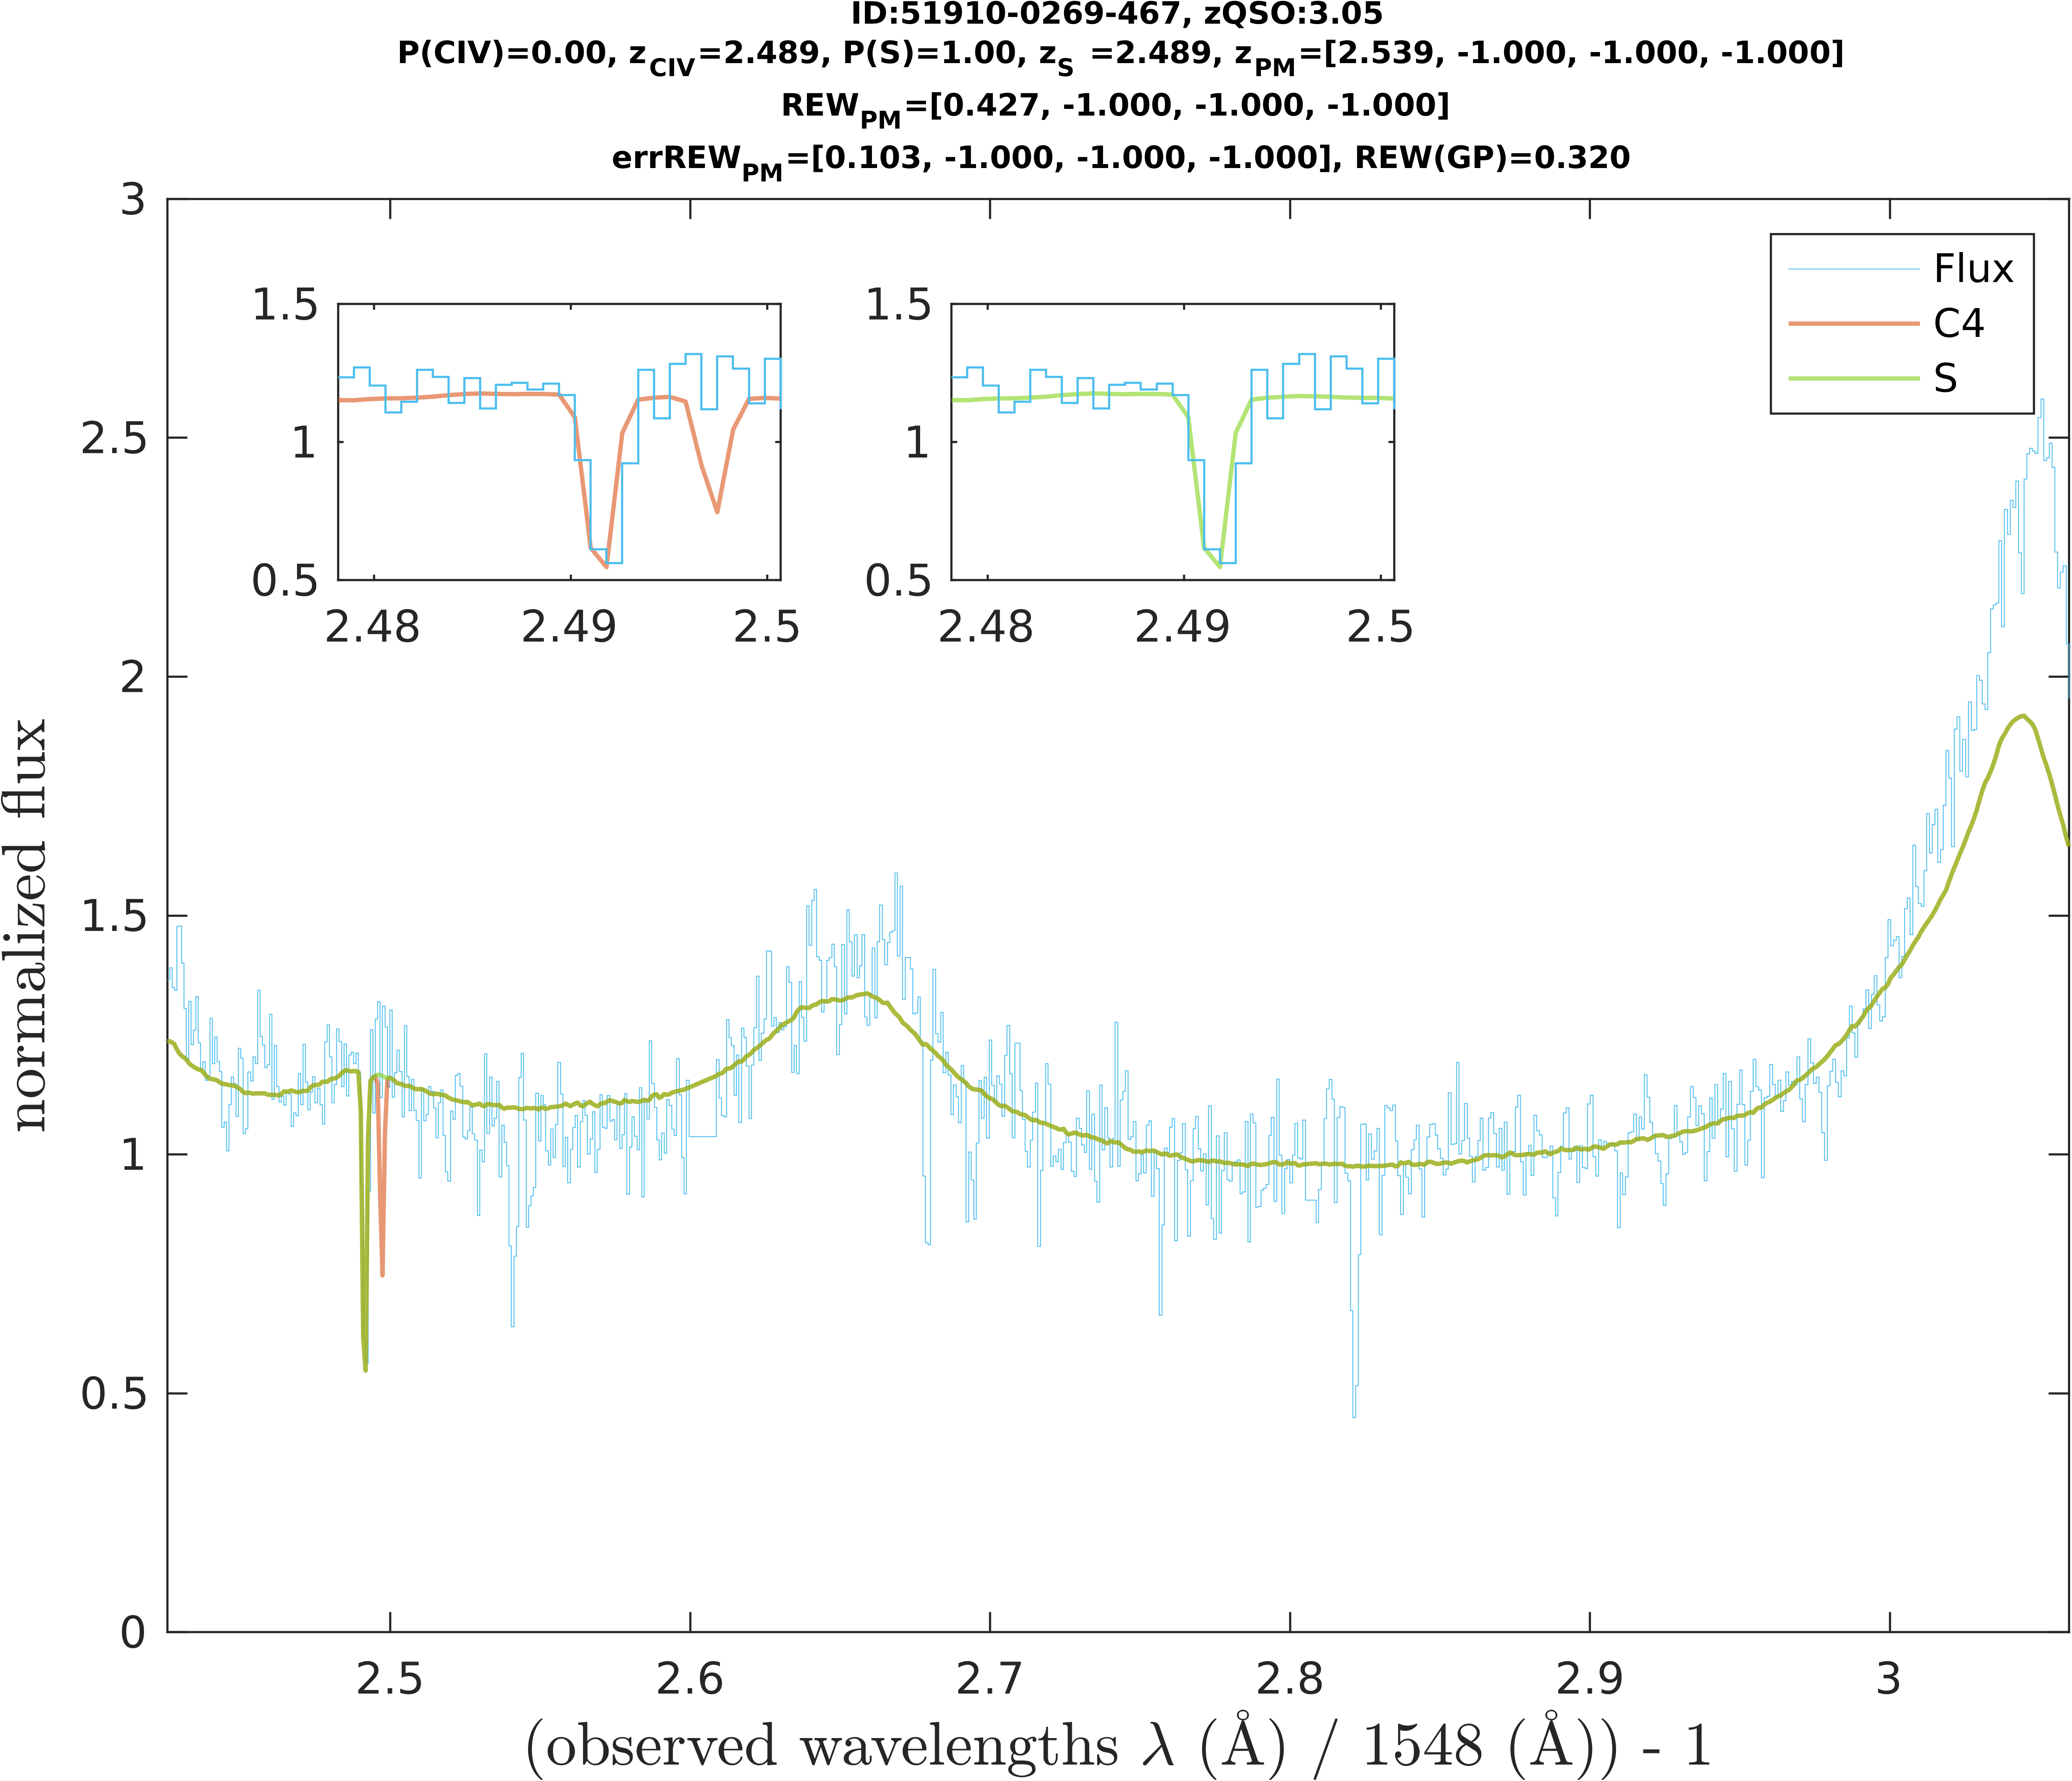 ID:51910-0269-467, zQSO:3.05
P(CIV)=0.00, zCIV=2.489, P(S)=1.00, zS =2.489, zPM=[2.539, -1.000, -1.000, -1.000]
REWPM=[0.427, -1.000, -1.000, -1.000]
errREWPM=[0.103, -1.000, -1.000, -1.000], REW(GP)=0.320
3
2.5
2
1.5
1
0.5
0
normalized flux
1.5
1
0.5
2.48 2.49 2.5
1.5
1
0.5
2.48 2.49 2.5
Flux
C4
S
2.5 2.6 2.7 2.8 2.9 3
(observed wavelengths λ (Å) / 1548 (Å)) - 1